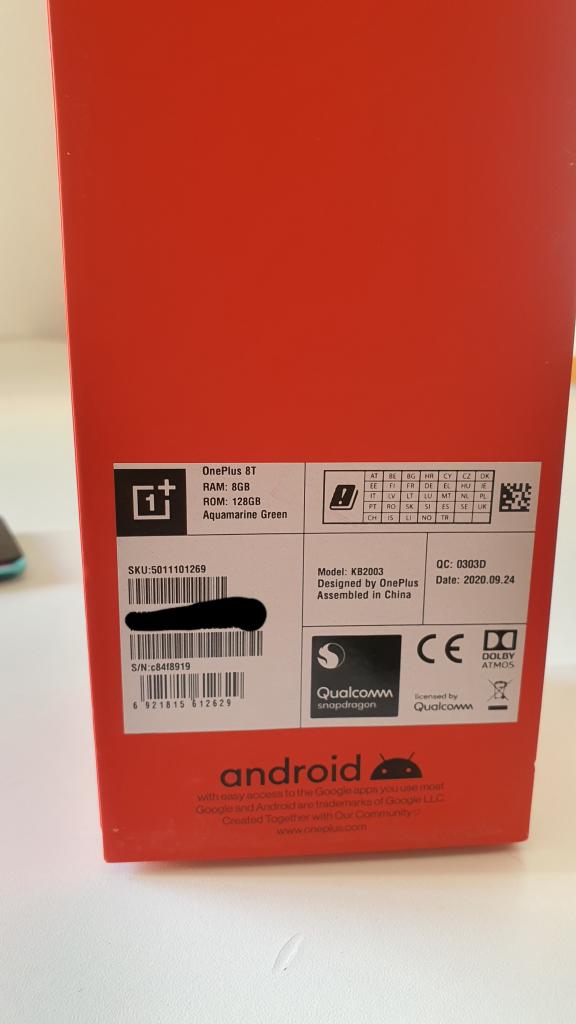 OnePlus 8T
RAM: 8GB
ROM: 128GB
Aquamarine Green
AT BE BG HR CY CZ DK
EE FI FR DE EL HU IE
IT LV LT LU MT NL PL
PT RO SK SI ES SE UK
CH IS LI NO TR
SKU:5011101269
S/N:c84f8919
6 921815 612629
Model: KB2003
Designed by OnePlus
Assembled in China
QC: 0303D
Date: 2020.09.24
Qualcomm
snapdragon
CE
DOLBY
ATMOS
licensed by
Qualcomm
android
with easy access to the Google apps you use most
Google and Android are trademarks of Google LLC.
Created Together with Our Community
www.oneplus.com